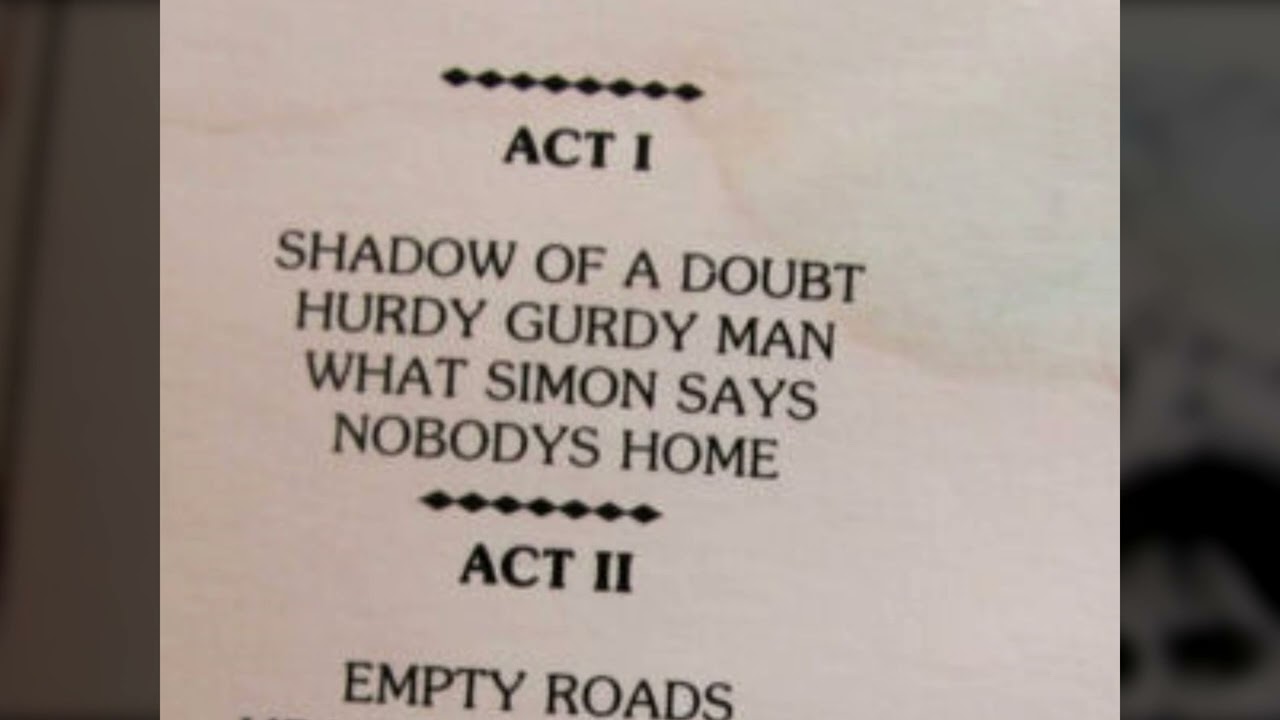 ACT I
SHADOW OF A DOUBT
HURDY GURDY MAN
WHAT SIMON SAYS
NOBODYS HOME
ACT II
EMPTY ROADS